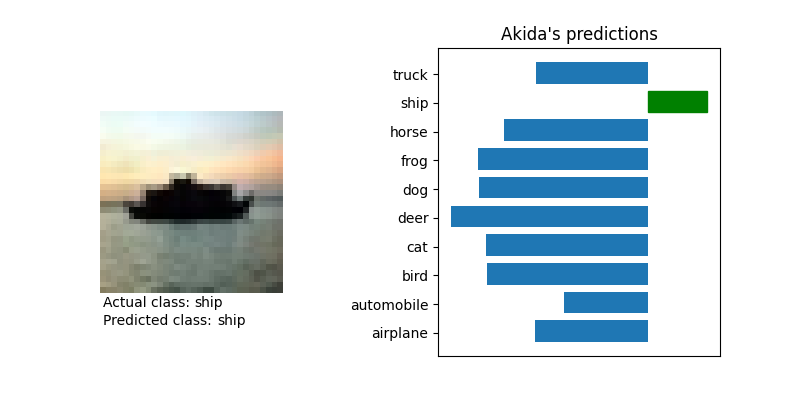 Akida's predictions
truck
ship
horse
frog
dog
deer
cat
bird
automobile
airplane
Actual class: ship
Predicted class: ship